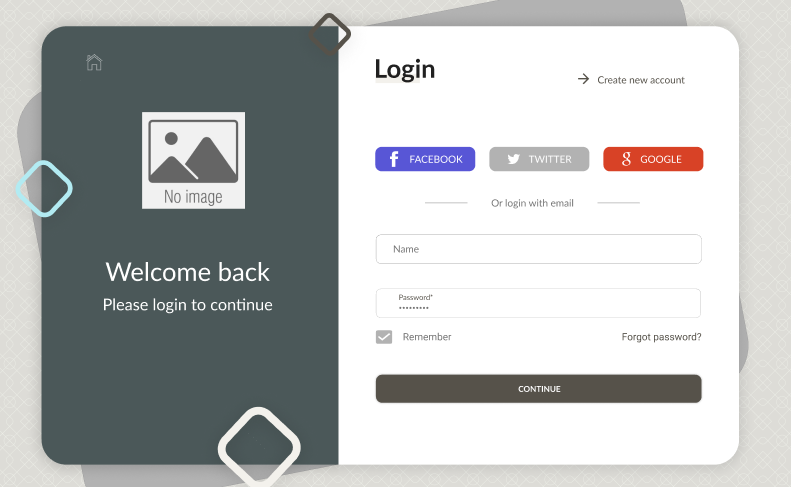 No image
Welcome back
Please login to continue
Login
Create new account
FACEBOOK
TWITTER
GOOGLE
Or login with email
Name
Password*
Remember
Forgot password?
CONTINUE